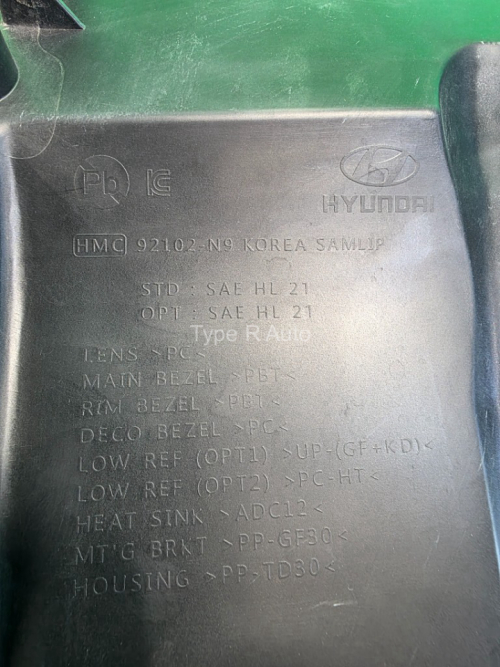 Pb
HYUNDAI
HMC 92102-N9 KOREA SAMLIP
STD : SAE HL 21
OPT : SAE HL 21
Type R Auto
LENS >PC<
MAIN BEZEL >PBT<
RIM BEZEL >PBT<
DECO BEZEL >PC<
LOW REF (OPT1) >UP-(GF+KD)<
LOW REF (OPT2) >PC-HT<
HEAT SINK >ADC12<
MT'G BRKT >PP-GF30<
HOUSING >PP-TD30<